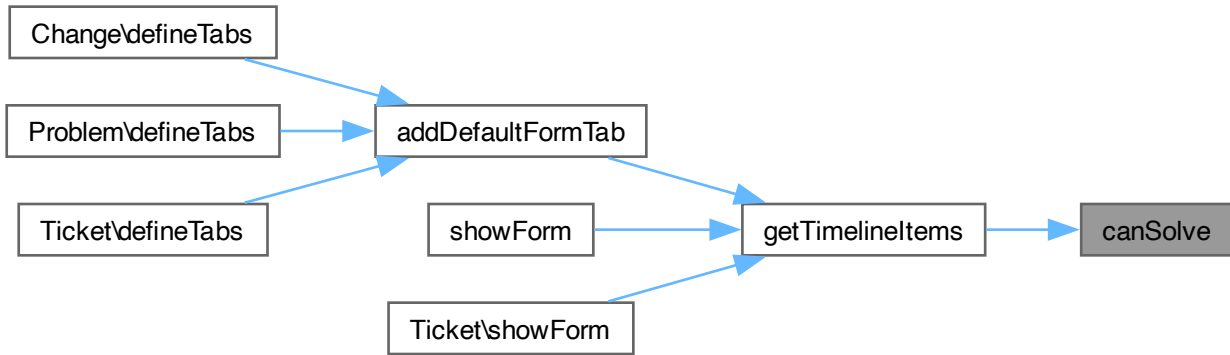 Change\defineTabs
Problem\defineTabs
addDefaultFormTab
Ticket\defineTabs
showForm
getTimelineItems
canSolve
Ticket\showForm